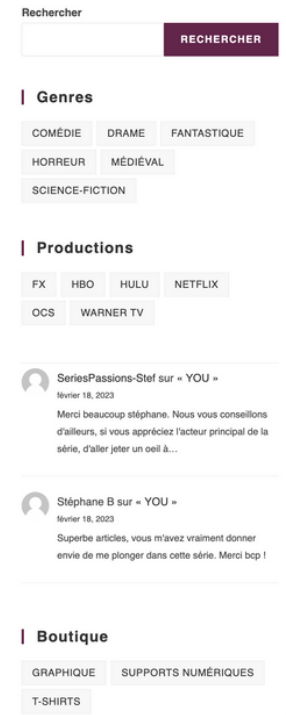 Rechercher
RECHERCHER
Genres
COMÉDIE DRAME FANTASTIQUE
HORREUR MÉDIÉVAL
SCIENCE-FICTION
Productions
FX HBO HULU NETFLIX
OCS WARNER TV
SeriesPassions-Stef sur « YOU »
février 18, 2023
Merci beaucoup stéphane. Nous vous conseillons
d'ailleurs, si vous appréciez l'acteur principal de la
série, d'aller jeter un oeil à…
Stéphane B sur « YOU »
février 18, 2023
Superbe articles, vous m'avez vraiment donner
envie de me plonger dans cette série. Merci bcp !
Boutique
GRAPHIQUE SUPPORTS NUMÉRIQUES
T-SHIRTS